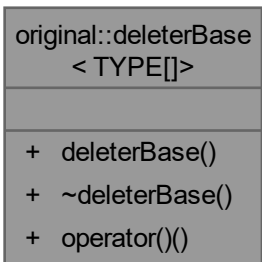 original::deleterBase
< TYPE[]>
+ deleterBase()
+ ~deleterBase()
+ operator()()